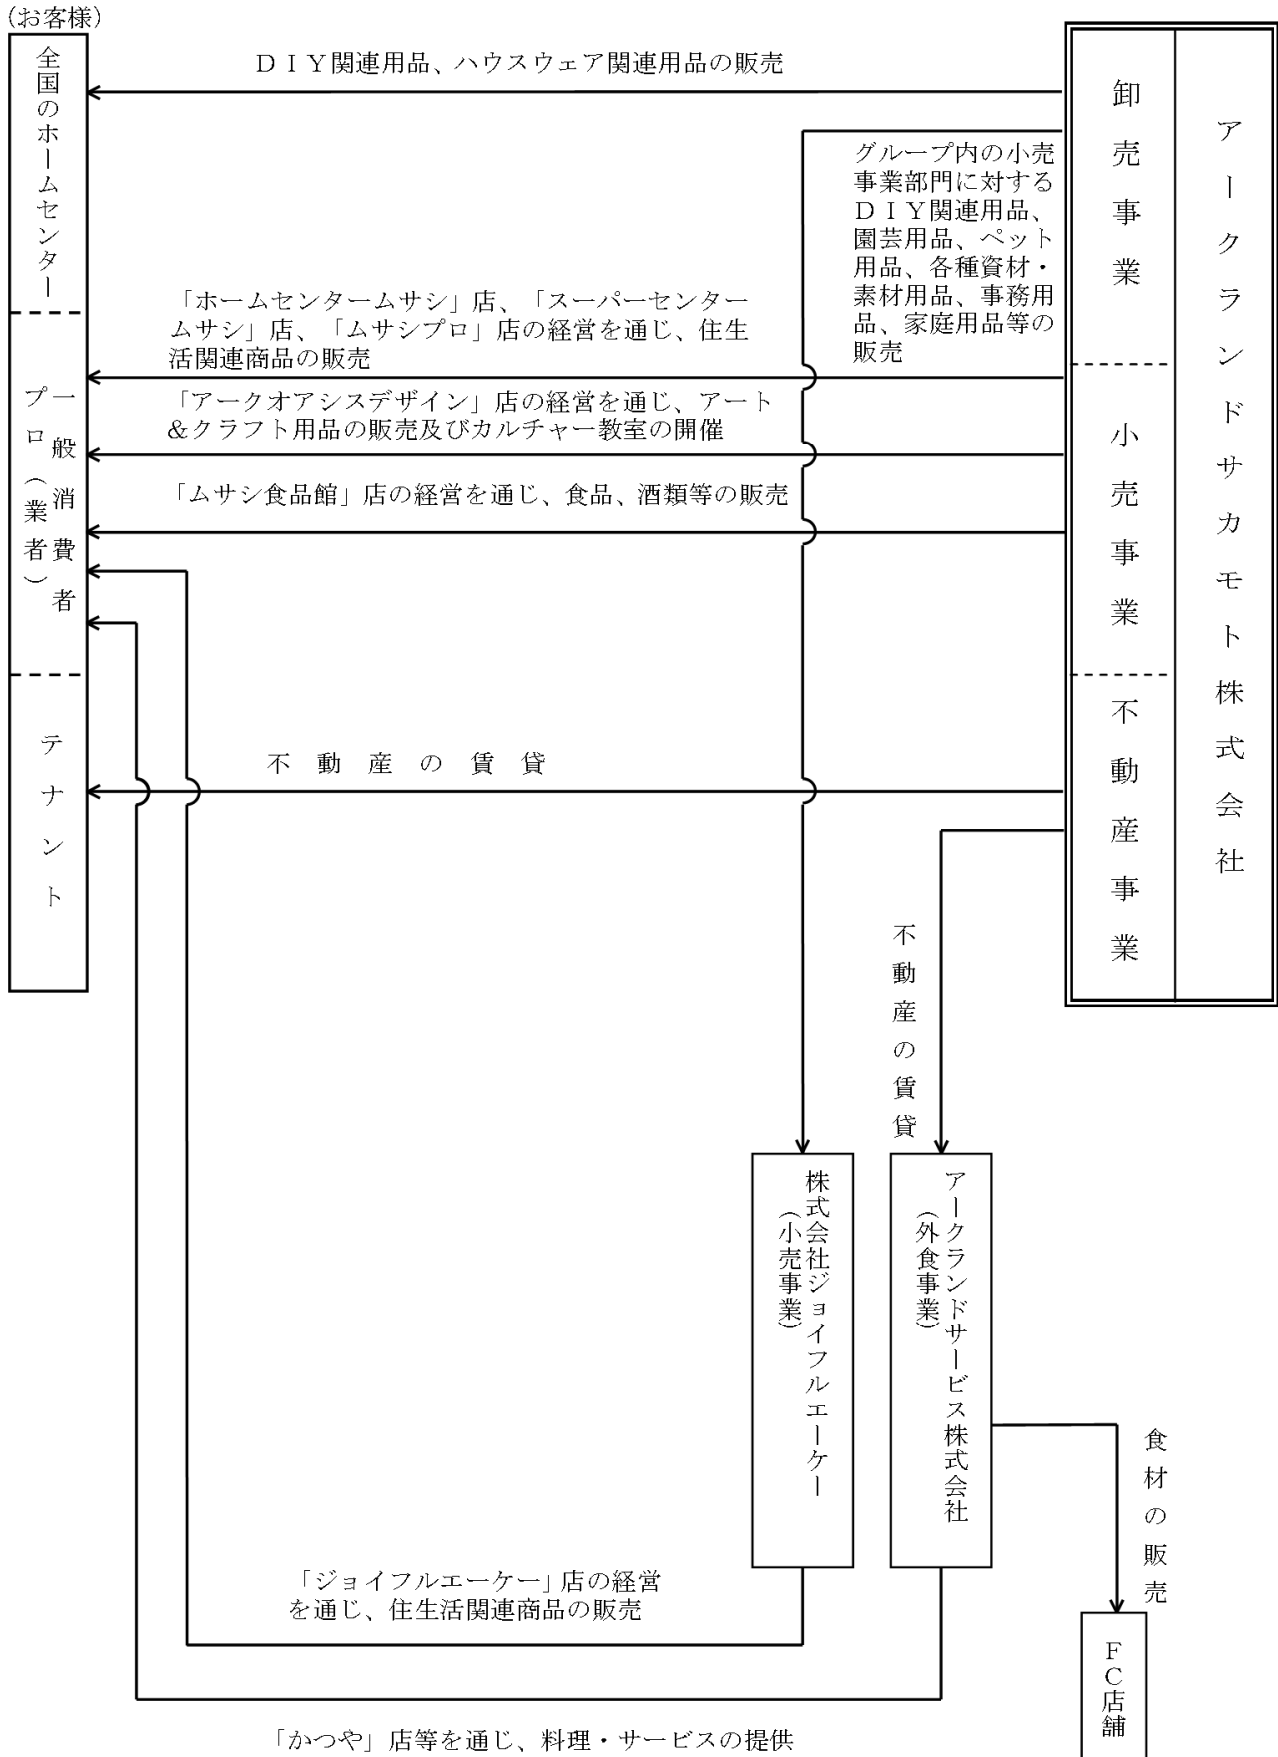 (お客様)
全国のホームセンター
一般消費者
プロ（業者）
テナント
ＤＩＹ関連用品、ハウスウェア関連用品の販売
グループ内の小売
事業部門に対する
ＤＩＹ関連用品、
園芸用品、ペット
用品、各種資材・
素材用品、事務用
品、家庭用品等の
販売
「ホームセンタームサシ」店、「スーパーセンター
ムサシ」店、「ムサシプロ」店の経営を通じ、住生
活関連商品の販売
「アークオアシスデザイン」店の経営を通じ、アート
＆クラフト用品の販売及びカルチャー教室の開催
「ムサシ食品館」店の経営を通じ、食品、酒類等の販売
不動産の賃貸
アークランドサカモト株式会社
卸売事業
小売事業
不動産事業
不動産の賃貸
株式会社ジョイフルエーケー
（小売事業）
アークランドサービス株式会社
（外食事業）
食材の販売
ＦＣ店舗
「ジョイフルエーケー」店の経営
を通じ、住生活関連商品の販売
「かつや」店等を通じ、料理・サービスの提供